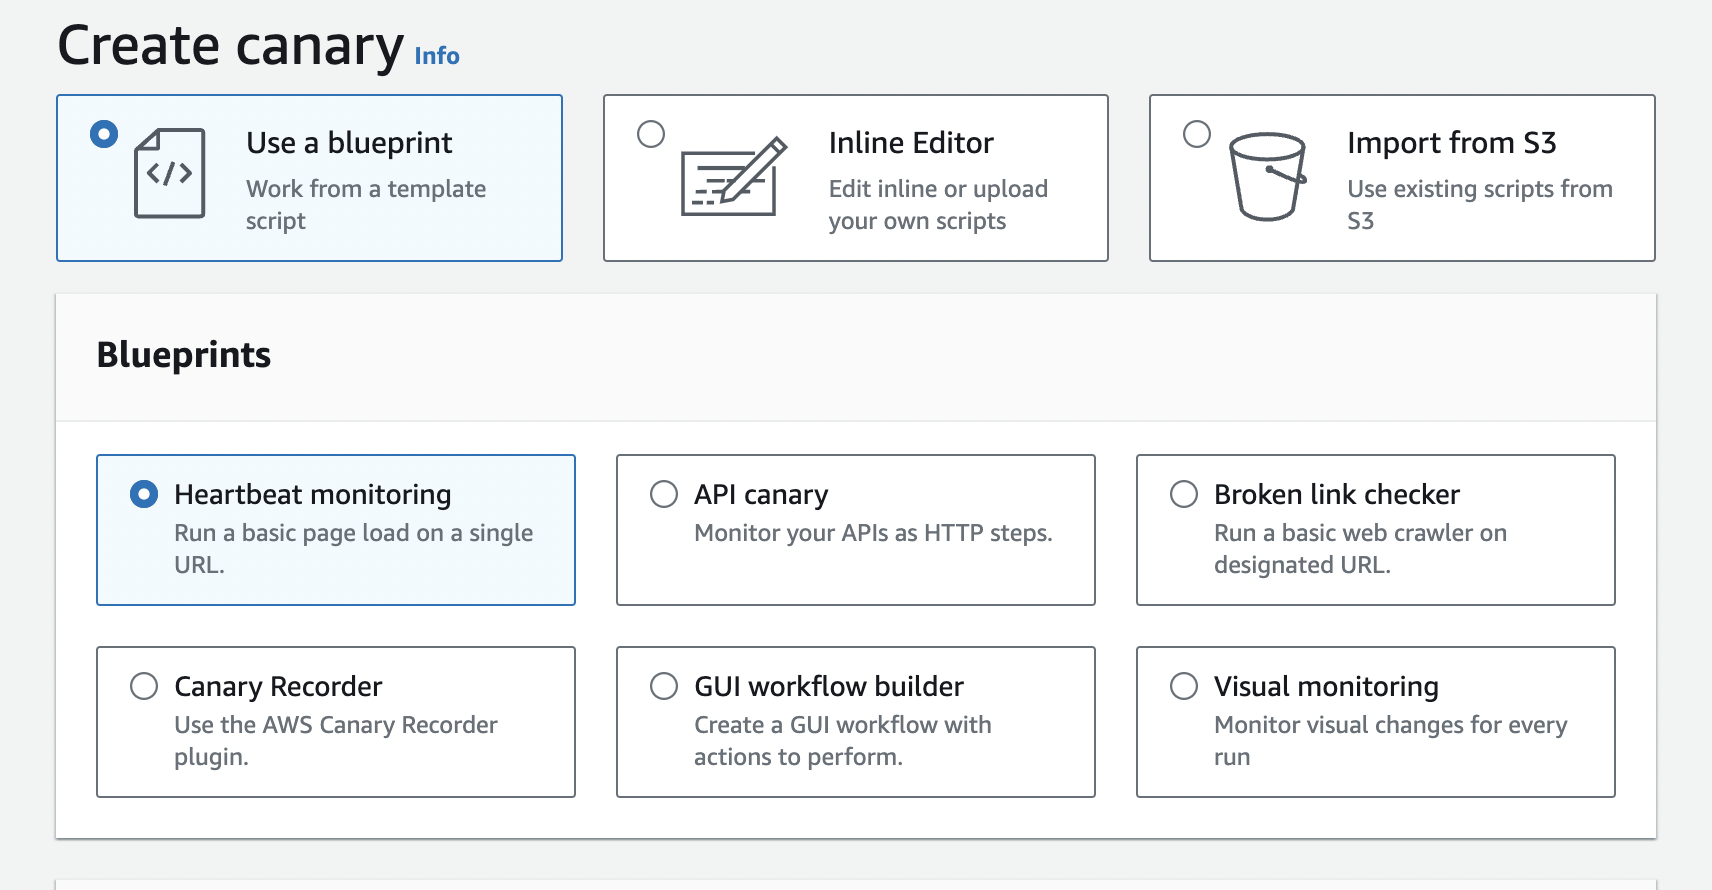 Create canary Info
Use a blueprint
Work from a template
script
Inline Editor
Edit inline or upload
your own scripts
Import from S3
Use existing scripts from
S3
Blueprints
Heartbeat monitoring
Run a basic page load on a single
URL.
API canary
Monitor your APIs as HTTP steps.
Broken link checker
Run a basic web crawler on
designated URL.
Canary Recorder
Use the AWS Canary Recorder
plugin.
GUI workflow builder
Create a GUI workflow with
actions to perform.
Visual monitoring
Monitor visual changes for every
run